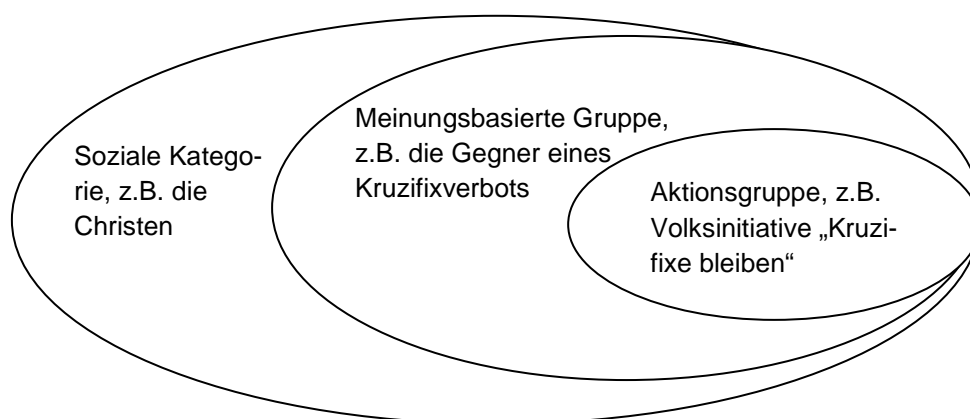 Soziale Katego-
rie, z.B. die
Christen
Meinungsbasierte Gruppe,
z.B. die Gegner eines
Kruzifixverbots
Aktionsgruppe, z.B.
Volksinitiative „Kruzi-
fixe bleiben“